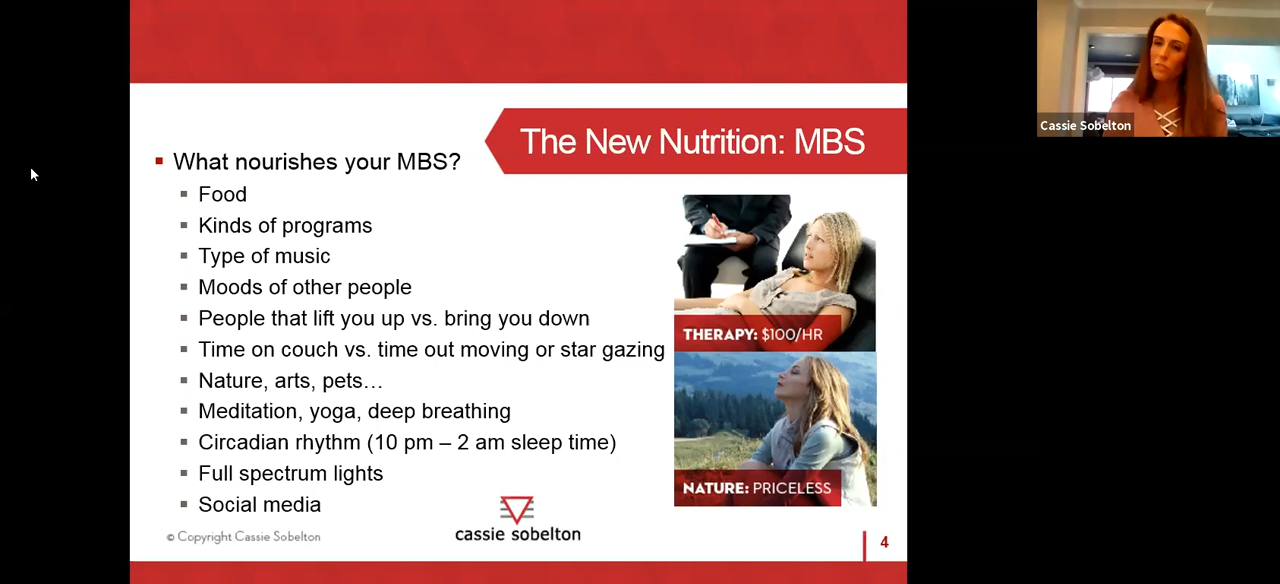 The New Nutrition: MBS
What nourishes your MBS?
Food
Kinds of programs
Type of music
Moods of other people
People that lift you up vs. bring you down
Time on couch vs. time out moving or star gazing
Nature, arts, pets…
Meditation, yoga, deep breathing
Circadian rhythm (10 pm – 2 am sleep time)
Full spectrum lights
Social media
THERAPY: $100/HR
NATURE: PRICELESS
© Copyright Cassie Sobelton
cassie sobelton
4
Cassie Sobelton